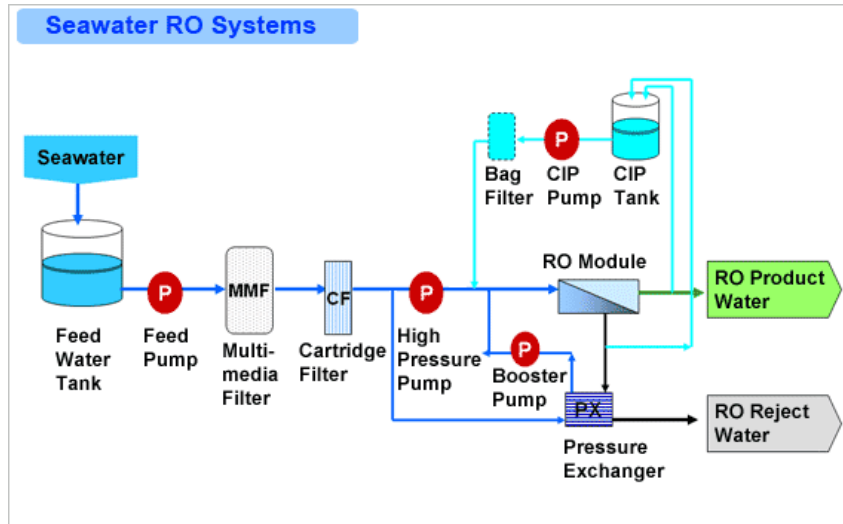 Seawater RO Systems
Seawater
P
Bag
Filter
CIP
Pump
CIP
Tank
RO Module
P
MMF
CF
P
RO Product
Water
Feed
Water
Tank
Feed
Pump
Multi-
media
Filter
Cartridge
Filter
High
Pressure
Pump
P
Booster
Pump
PX
Pressure
Exchanger
RO Reject
Water